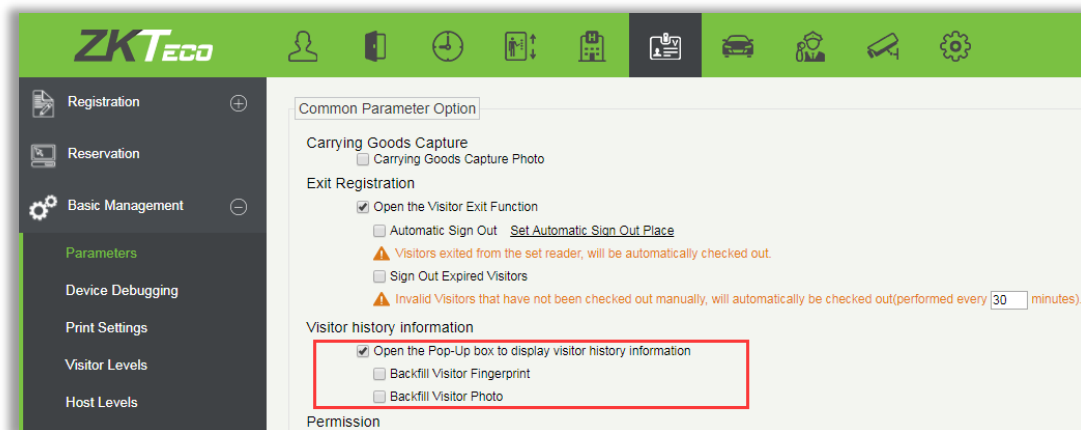 ZKTECO
Registration
Reservation
Basic Management
Parameters
Device Debugging
Print Settings
Visitor Levels
Host Levels
Common Parameter Option
Carrying Goods Capture
Carrying Goods Capture Photo
Exit Registration
Open the Visitor Exit Function
Automatic Sign Out Set Automatic Sign Out Place
Visitors exited from the set reader, will be automatically checked out.
Sign Out Expired Visitors
Invalid Visitors that have not been checked out manually, will automatically be checked out(performed every 30 minutes).
Visitor history information
Open the Pop-Up box to display visitor history information
Backfill Visitor Fingerprint
Backfill Visitor Photo
Permission